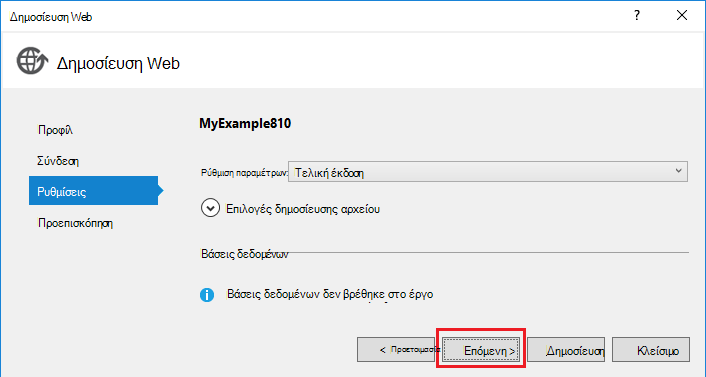 Δημοσίευση Web
Δημοσίευση Web
Προφίλ
Σύνδεση
Ρυθμίσεις
Προεπισκόπηση
MyExample810
Ρύθμιση παραμέτρων: Τελική έκδοση
Επιλογές δημοσίευσης αρχείου
Βάσεις δεδομένων
Βάσεις δεδομένων δεν βρέθηκε στο έργο
< Επόμενη > Δημοσίευση Κλείσιμο